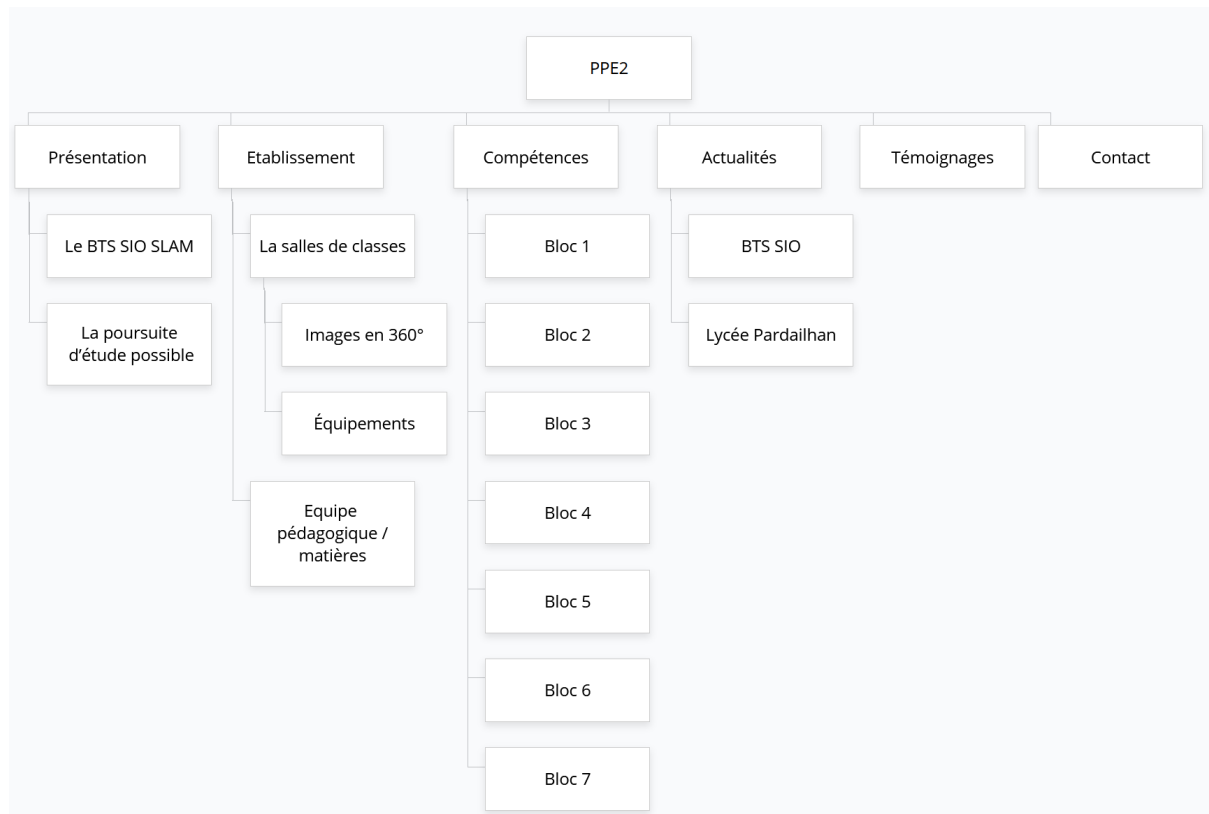 PPE2
Présentation
Etablissement
Compétences
Actualités
Témoignages
Contact
Le BTS SIO SLAM
La salles de classes
Bloc 1
BTS SIO
La poursuite
d’étude possible
Images en 360°
Bloc 2
Lycée Pardailhan
Équipements
Bloc 3
Equipe
pédagogique /
matières
Bloc 4
Bloc 5
Bloc 6
Bloc 7